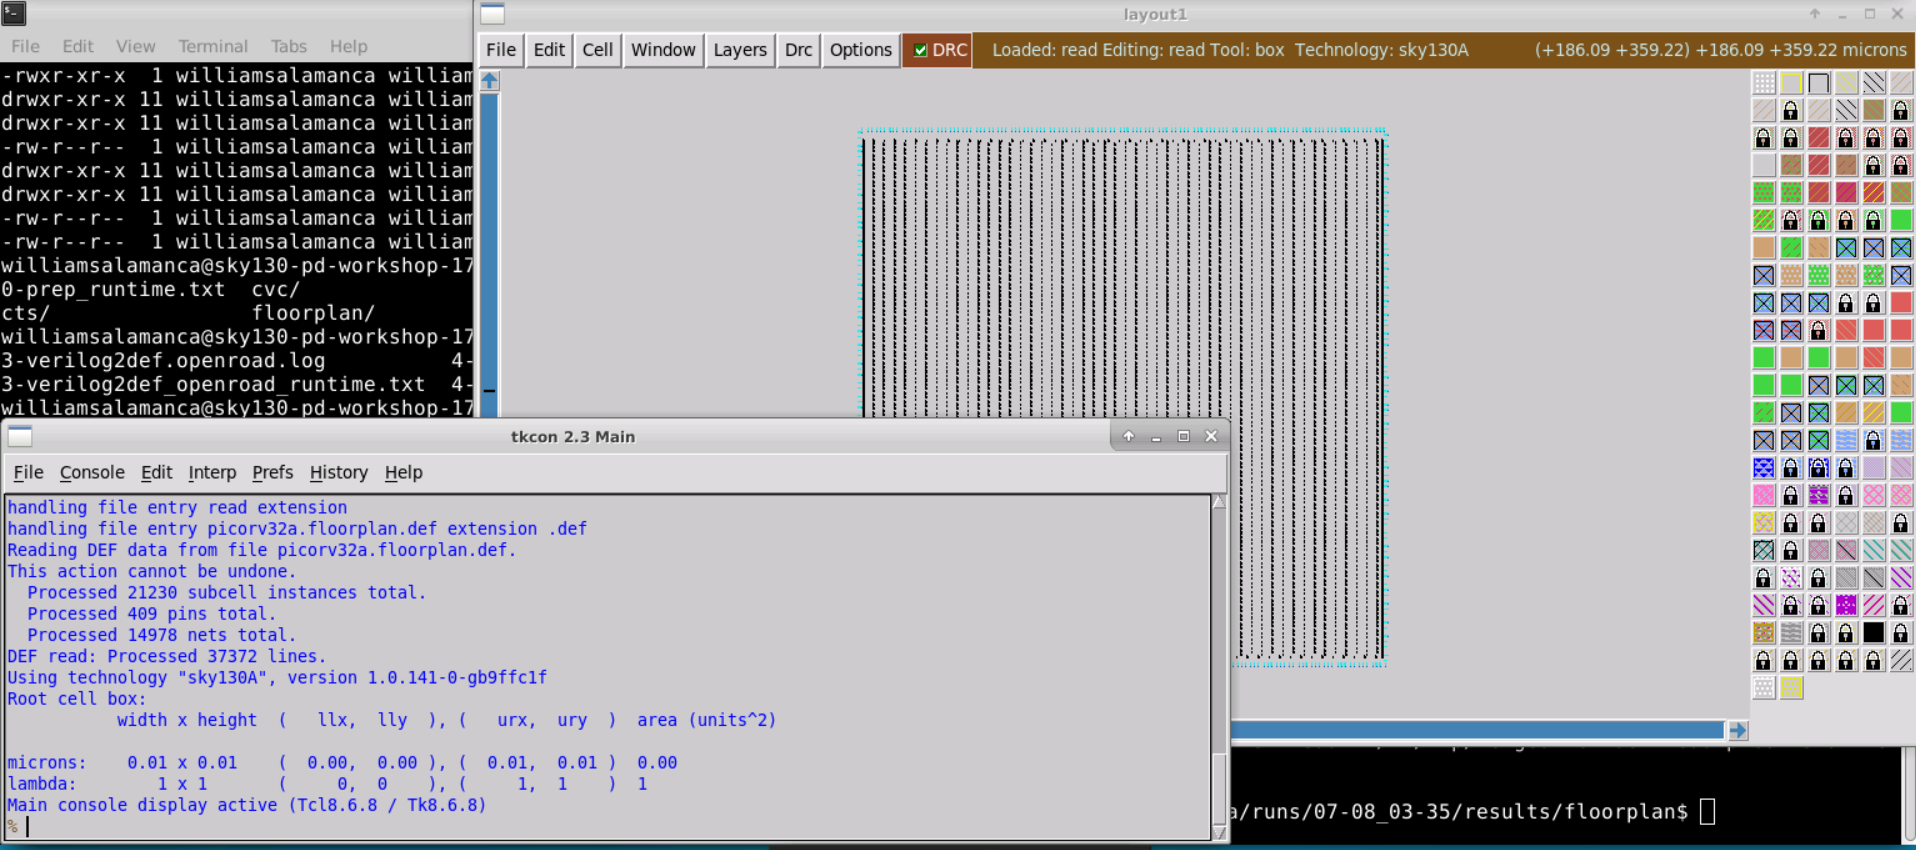 File Edit View Terminal Tabs Help
-rwxr-xr-x 1 williamsalamanca william
drwxr-xr-x 11 williamsalamanca william
drwxr-xr-x 11 williamsalamanca william
-rw-r--r-- 1 williamsalamanca william
drwxr-xr-x 11 williamsalamanca william
drwxr-xr-x 11 williamsalamanca william
-rw-r--r-- 1 williamsalamanca william
-rw-r--r-- 1 williamsalamanca william
williamsalamanca@sky130-pd-workshop-17
0-prep_runtime.txt cvc/
cts/ floorplan/
williamsalamanca@sky130-pd-workshop-17
3-verilog2def.openroad.log 4-
3-verilog2def_openroad_runtime.txt 4-
williamsalamanca@sky130-pd-workshop-17
layout1
File Edit Cell Window Layers Drc Options DRC Loaded: read Editing: read Tool: box Technology: sky130A (+186.09 +359.22) +186.09 +359.22 microns
tkcon 2.3 Main
File Console Edit Interp Prefs History Help
handling file entry read extension
handling file entry picorv32a.floorplan.def extension .def
Reading DEF data from file picorv32a.floorplan.def.
This action cannot be undone.
Processed 21230 subcell instances total.
Processed 409 pins total.
Processed 14978 nets total.
DEF read: Processed 37372 lines.
Using technology "sky130A", version 1.0.141-0-gb9ffc1f
Root cell box:
width x height ( llx, lly ), ( urx, ury ) area (units^2)
microns: 0.01 x 0.01 ( 0.00, 0.00 ), ( 0.01, 0.01 ) 0.00
lambda: 1 x 1 ( 0, 0 ), ( 1, 1 ) 1
Main console display active (Tcl8.6.8 / Tk8.6.8)
%
a/runs/07-08_03-35/results/floorplan$